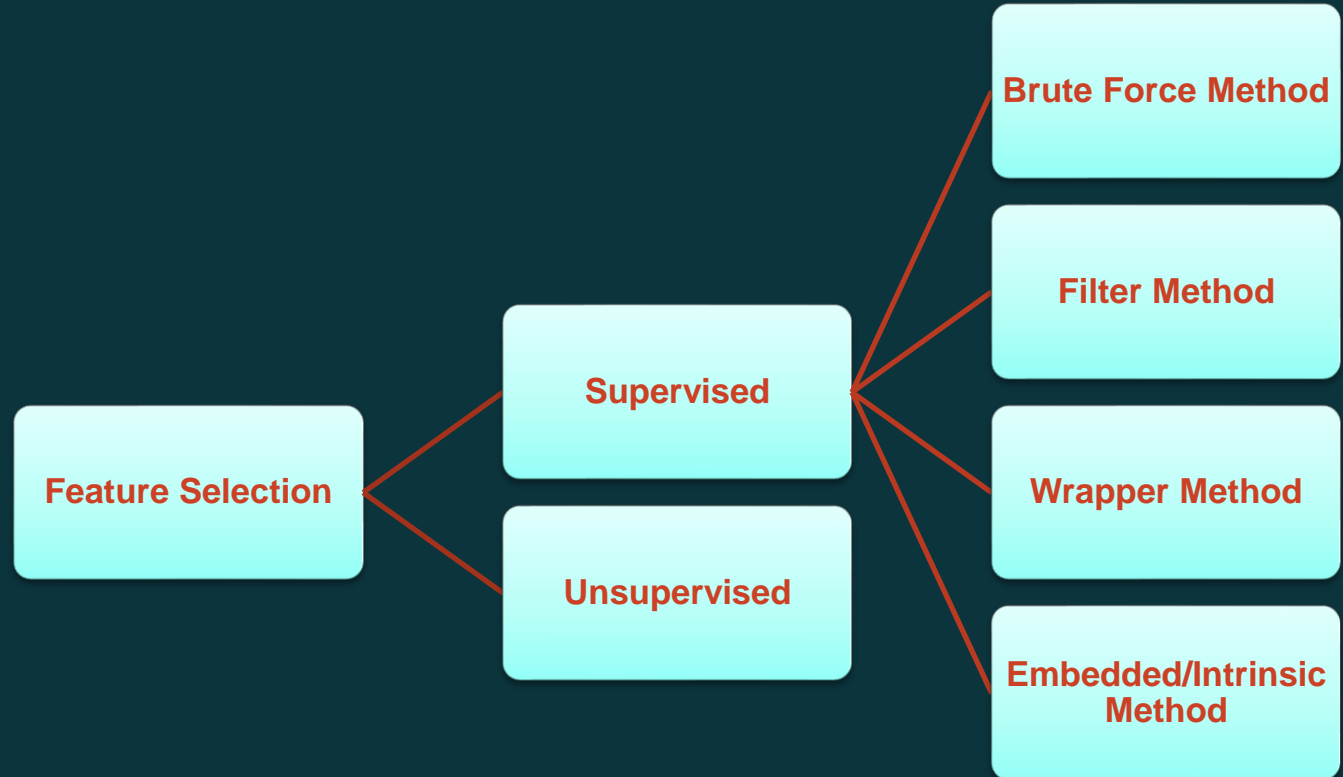 Feature Selection
Supervised
Unsupervised
Brute Force Method
Filter Method
Wrapper Method
Embedded/Intrinsic
Method